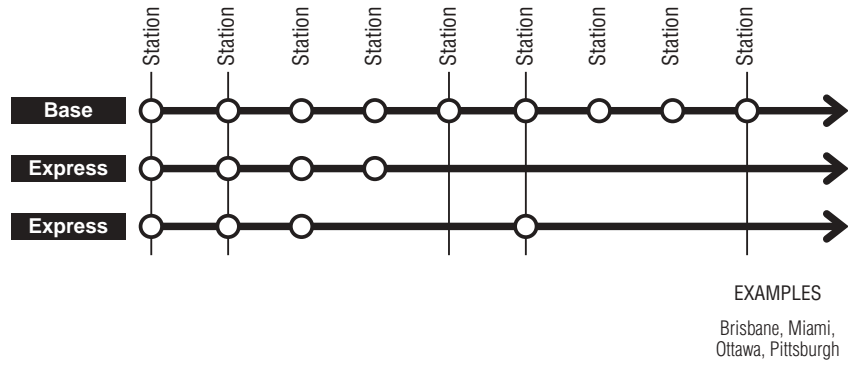 Station
Station
Station
Station
Station
Station
Station
Station
Station
Base
Express
Express
EXAMPLES
Brisbane, Miami,
Ottawa, Pittsburgh